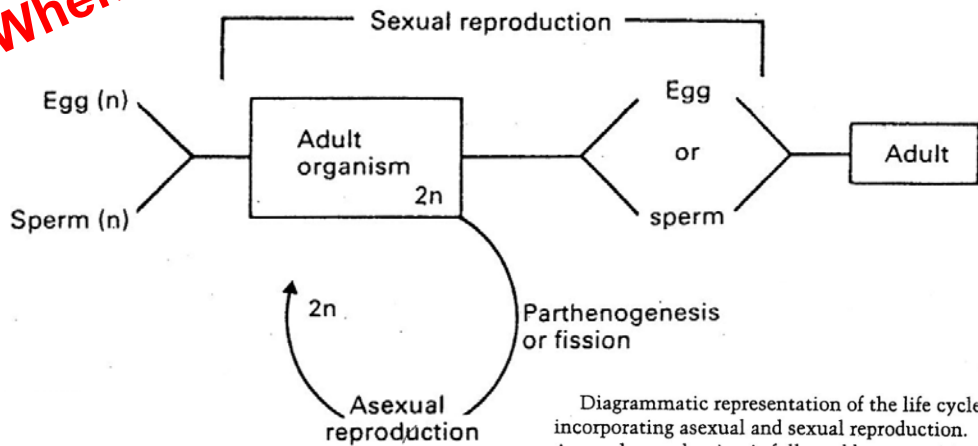 When
Sexual reproduction
Egg (n)
Sperm (n)
Adult
organism
2n
Egg
or
sperm
Adult
2n
Parthenogenesis
or fission
Asexual
reproduction
Diagrammatic representation of the life cycle
incorporating asexual and sexual reproduction.